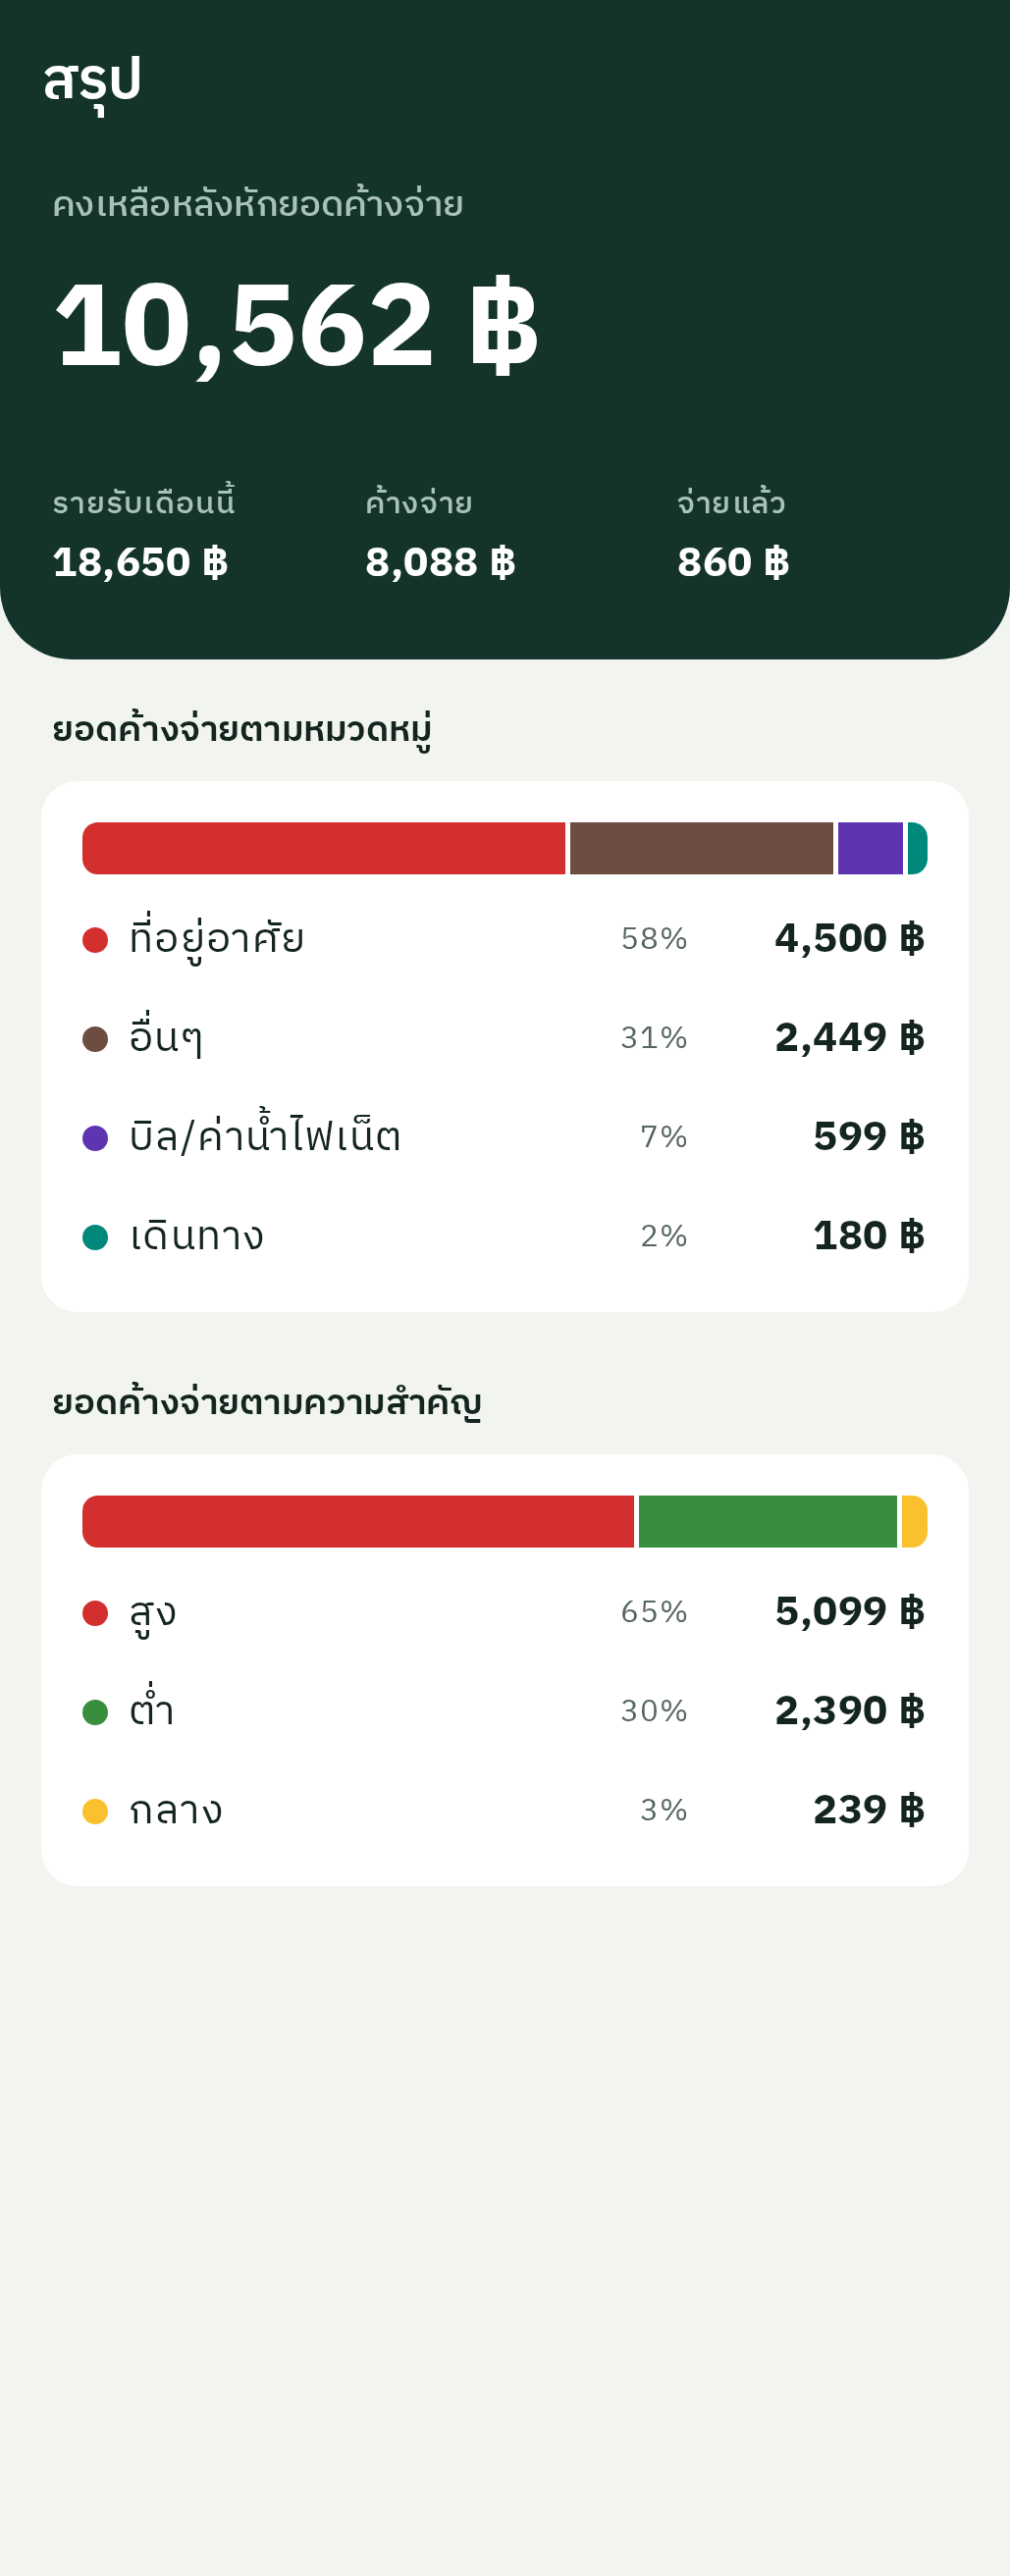 สรุป
คงเหลือหลังหักยอดค้างจ่าย
10,562 ฿
รายรับเดือนนี้ ค้างจ่าย จ่ายแล้ว
18,650 ฿ 8,088 ฿ 860 ฿
ยอดค้างจ่ายตามหมวดหมู่
ที่อยู่อาศัย 58% 4,500 ฿
อื่นๆ 31% 2,449 ฿
บิล/ค่าน้ำไฟเน็ต 7% 599 ฿
เดินทาง 2% 180 ฿
ยอดค้างจ่ายตามความสำคัญ
สูง 65% 5,099 ฿
ต่ำ 30% 2,390 ฿
กลาง 3% 239 ฿